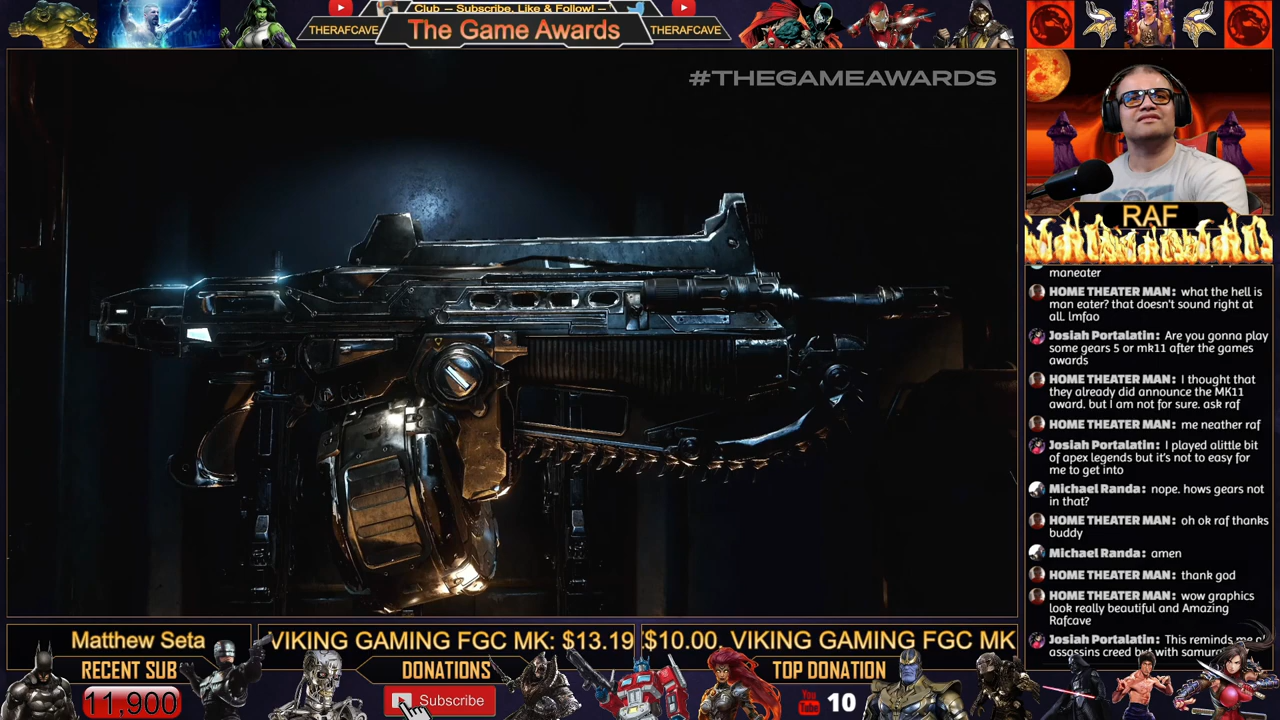 Club – Subscribe, Like & Follow! –
THERAFCAVE
The Game Awards
THERAFCAVE
#THEGAMEAWARDS
RAF
maneater
HOME THEATER MAN: what the hell is
man eater? that doesn't sound right at
all. lmfao
Josiah Portalatin: Are you gonna play
some gears 5 or mk11 after the games
awards
HOME THEATER MAN: I thought that
they already did announce the MK11
award. but I am not for sure. ask raf
HOME THEATER MAN: me neather raf
Josiah Portalatin: I played alittle bit
of apex legends but it's not to easy for
me to get into
Michael Randa: nope. hows gears not
in that?
HOME THEATER MAN: oh ok raf thanks
buddy
Michael Randa: amen
HOME THEATER MAN: thank god
HOME THEATER MAN: wow graphics
look really beautiful and Amazing
Rafcave
Josiah Portalatin: This reminds me
assassins creed but with
Matthew Seta
RECENT SUB
11,900
VIKING GAMING FGC MK: $13.19
DONATIONS
Subscribe
$10.00, VIKING GAMING FGC MK
TOP DONATION
You Tube 10